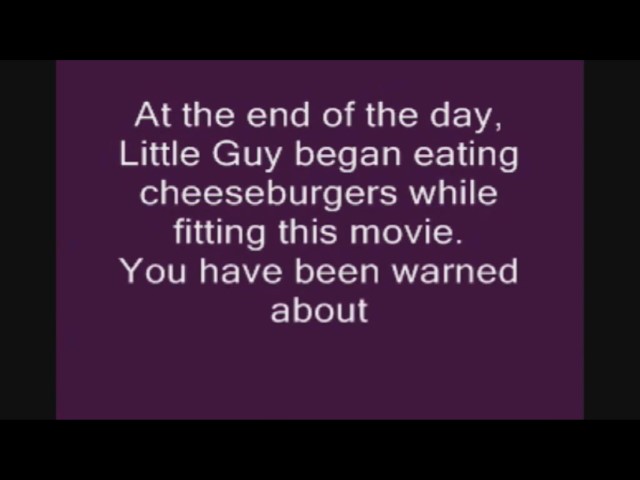 At the end of the day,
Little Guy began eating
cheeseburgers while
fitting this movie.
You have been warned
about